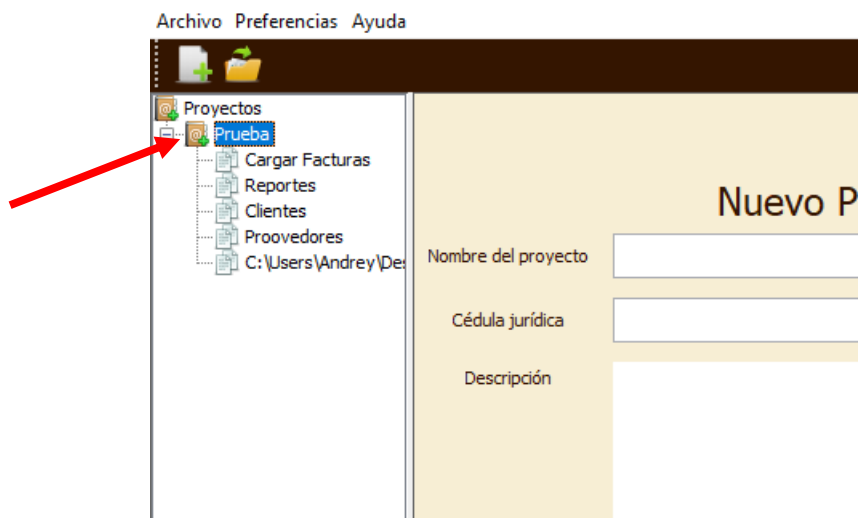 Archivo Preferencias Ayuda
Proyectos
Prueba
Cargar Facturas
Reportes
Clientes
Proovedores
C:\Users\Andrey\De
Nuevo P
Nombre del proyecto
Cédula jurídica
Descripción